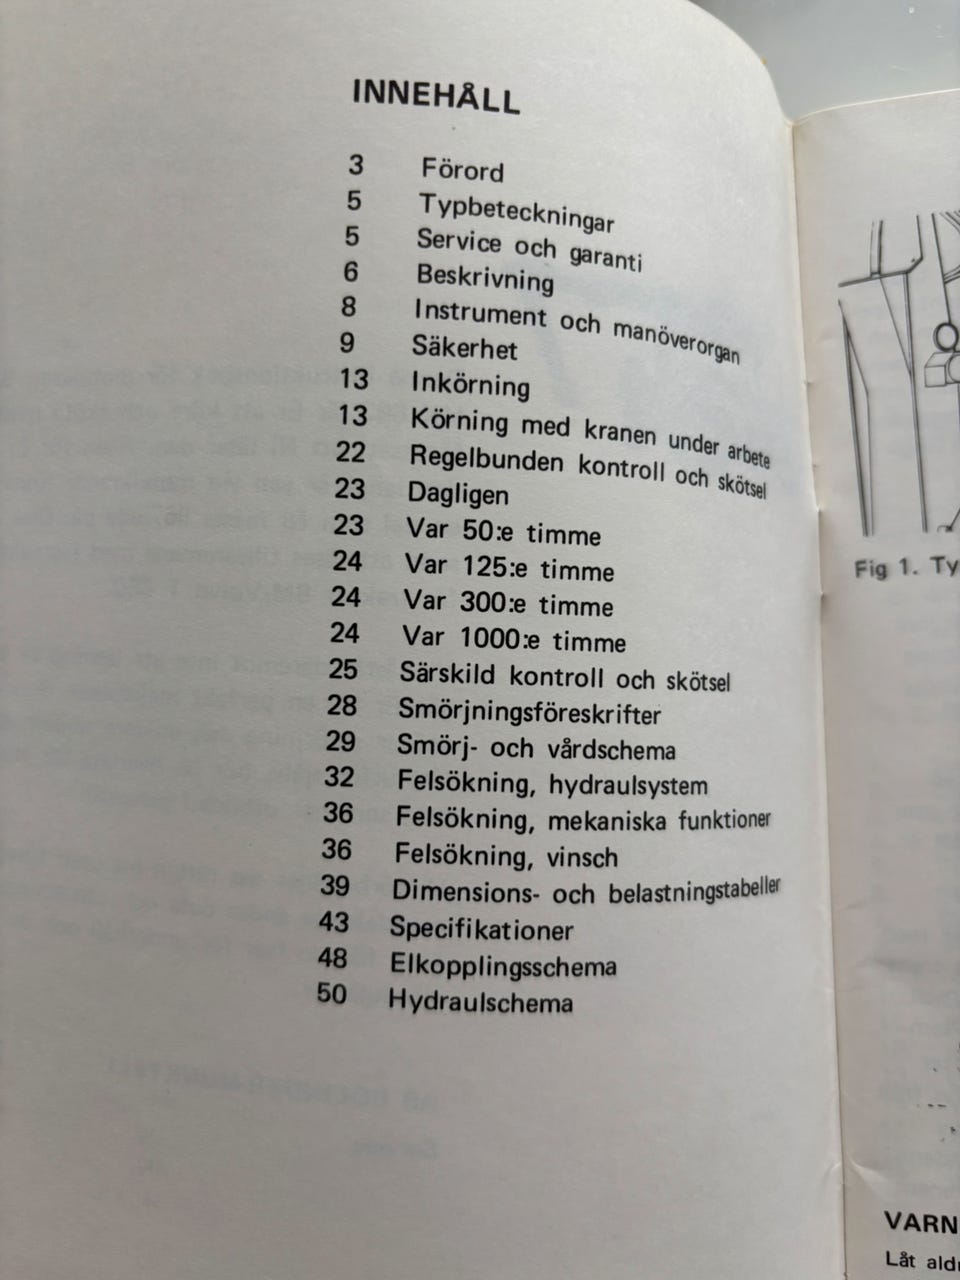 INNEHÅLL
3 Förord
5 Typbeteckningar
5 Service och garanti
6 Beskrivning
8 Instrument och manöverorgan
9 Säkerhet
13 Inkörning
13 Körning med kranen under arbete
22 Regelbunden kontroll och skötsel
23 Dagligen
23 Var 50:e timme
24 Var 125:e timme
24 Var 300:e timme
24 Var 1000:e timme
25 Särskild kontroll och skötsel
28 Smörjningsföreskrifter
29 Smörj- och vårdschema
32 Felsökning, hydraulsystem
36 Felsökning, mekaniska funktioner
36 Felsökning, vinsch
39 Dimensions- och belastningstabeller
43 Specifikationer
48 Elkopplingsschema
50 Hydraulschema
Fig 1. Ty
VARN
Låt ald